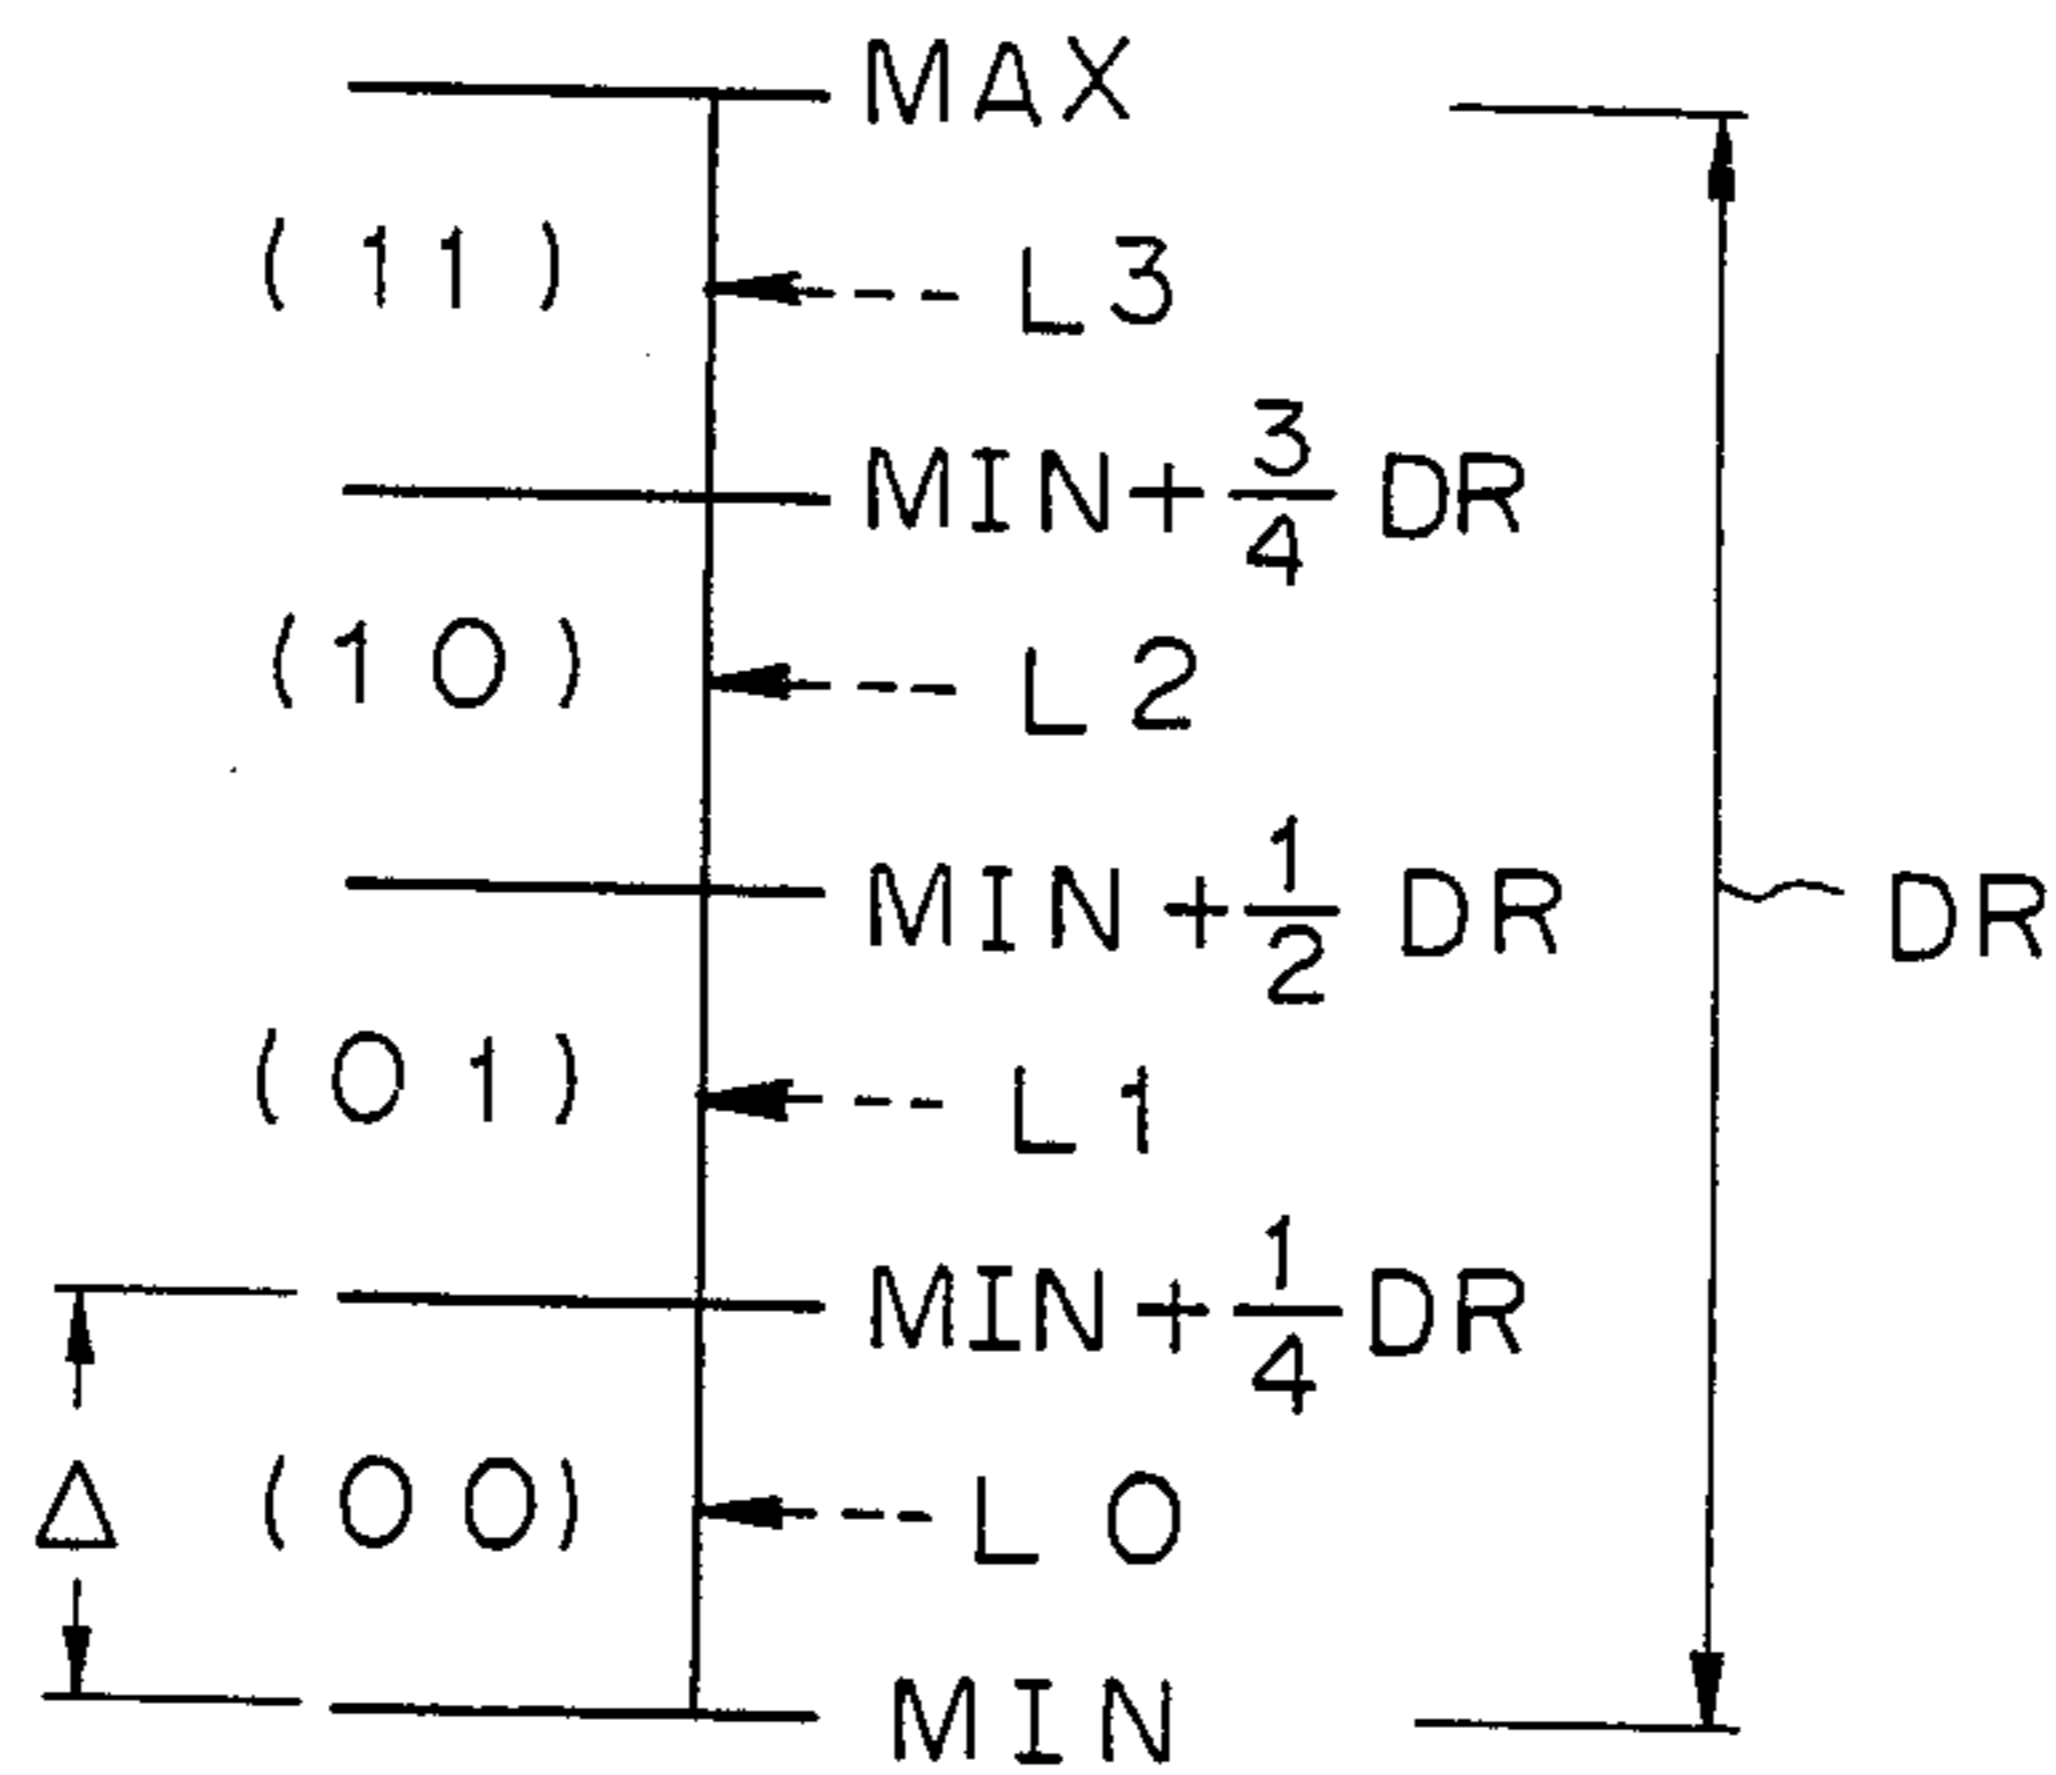 MAX
(11) L3
MIN+3/4 DR
(10) L2
MIN+1/2 DR DR
(01) L1
MIN+1/4 DR
Δ (00) L0
MIN